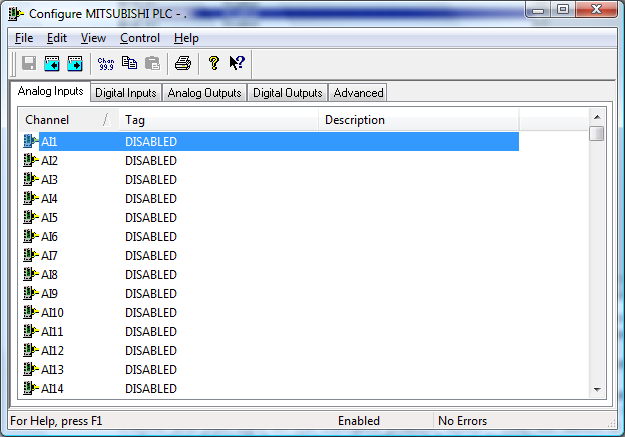 Configure MITSUBISHI PLC - .
File Edit View Control Help
Chan 99.9
Analog Inputs Digital Inputs Analog Outputs Digital Outputs Advanced
Channel / Tag Description
AI1 DISABLED
AI2 DISABLED
AI3 DISABLED
AI4 DISABLED
AI5 DISABLED
AI6 DISABLED
AI7 DISABLED
AI8 DISABLED
AI9 DISABLED
AI10 DISABLED
AI11 DISABLED
AI12 DISABLED
AI13 DISABLED
AI14 DISABLED
For Help, press F1 Enabled No Errors